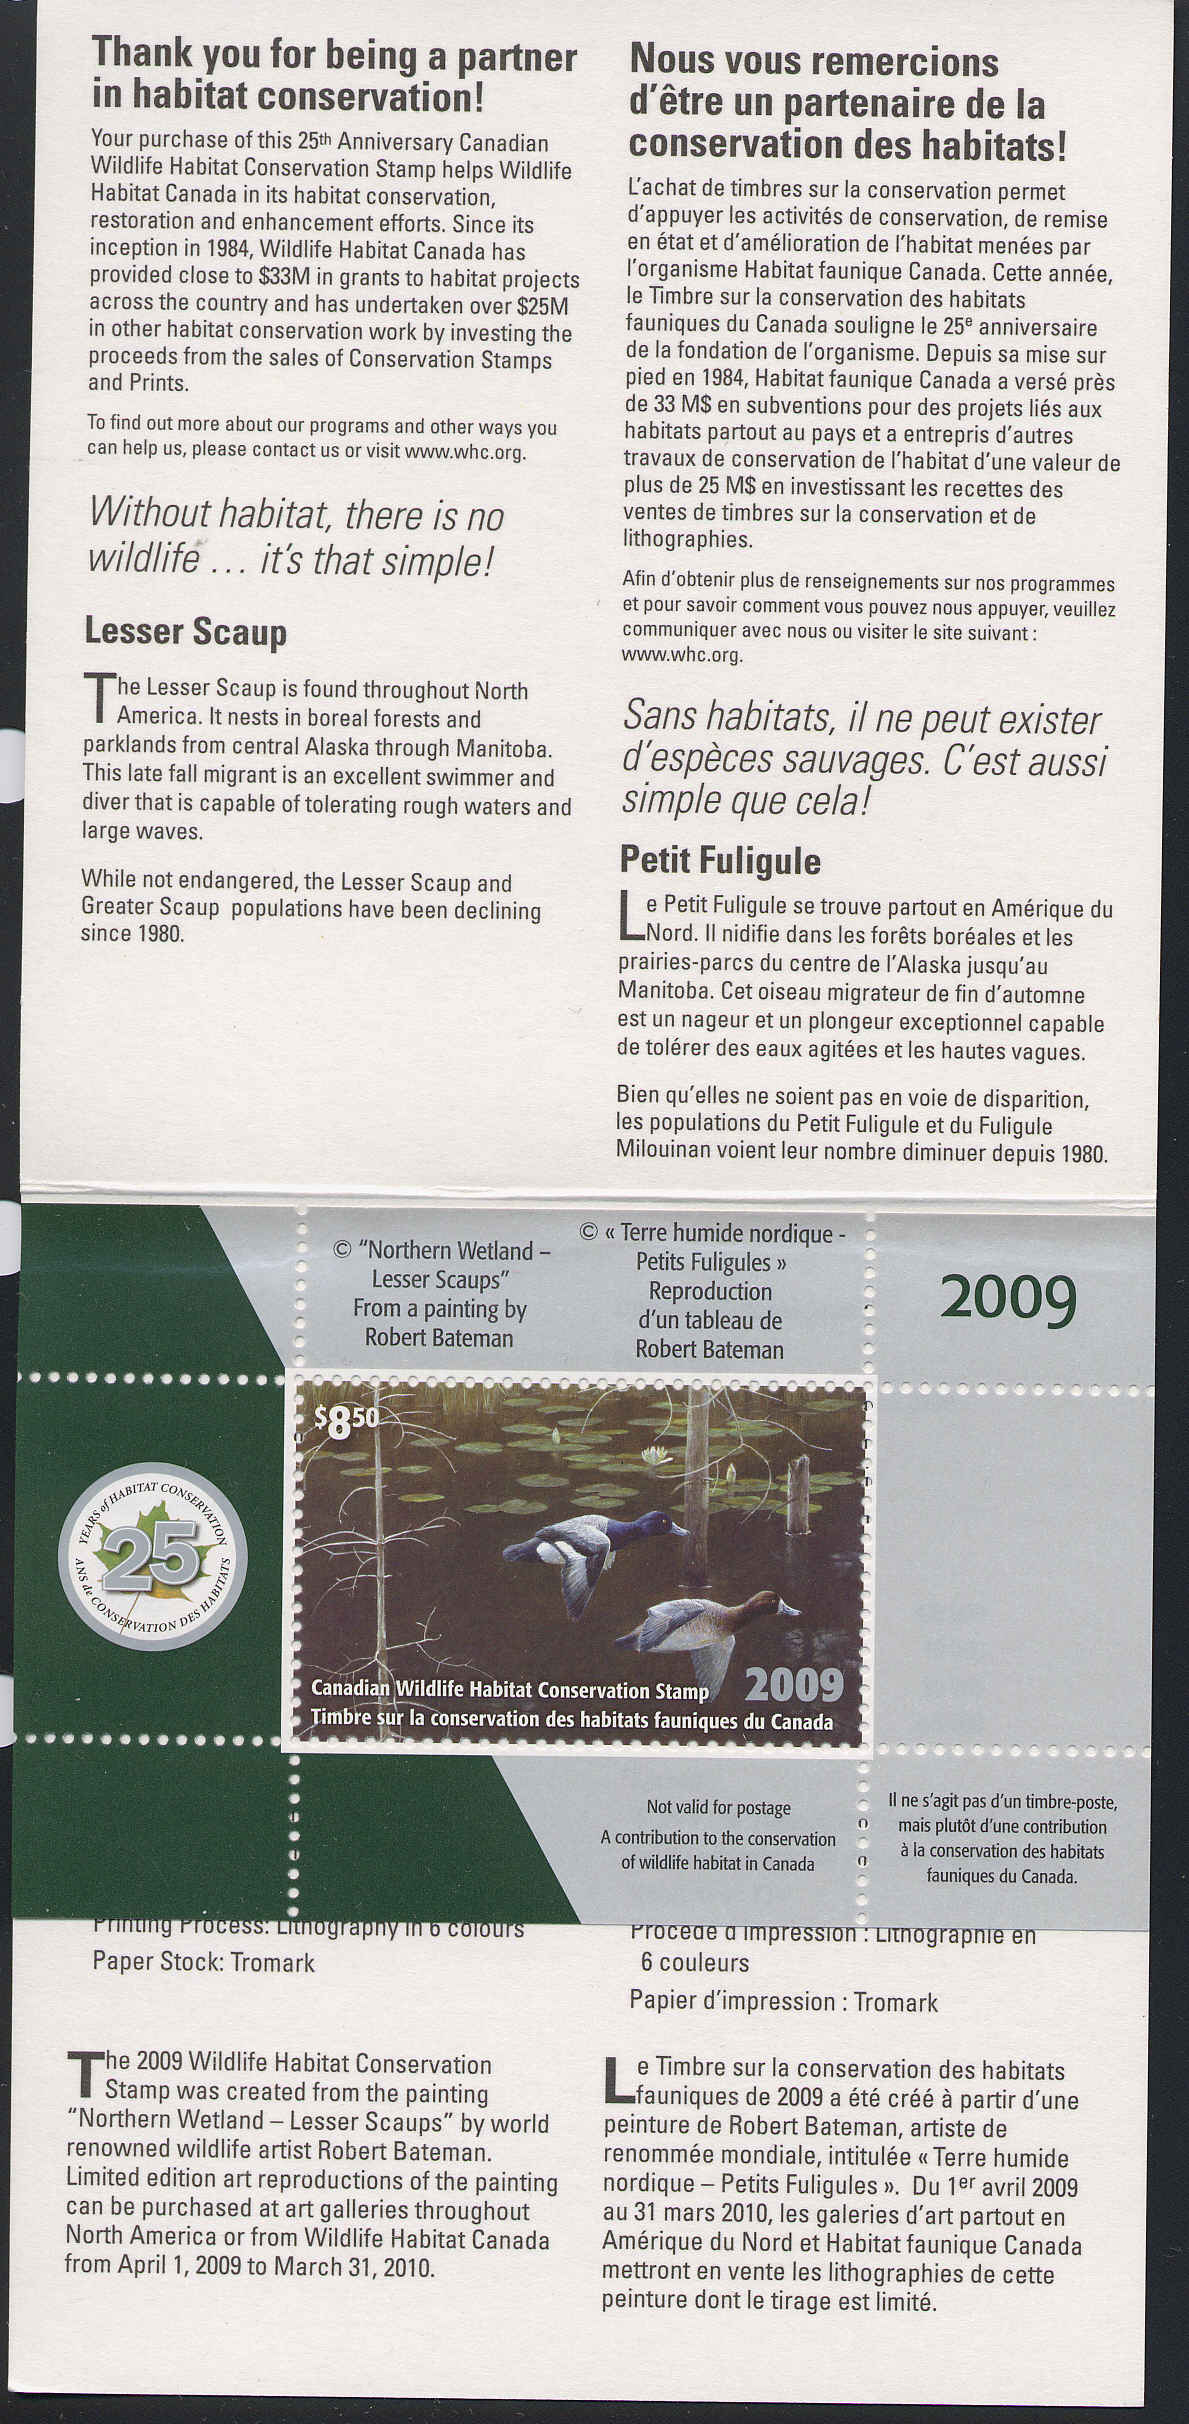 Thank you for being a partner
in habitat conservation!
Your purchase of this 25th Anniversary Canadian
Wildlife Habitat Conservation Stamp helps Wildlife
Habitat Canada in its habitat conservation,
restoration and enhancement efforts. Since its
inception in 1984, Wildlife Habitat Canada has
provided close to $33M in grants to habitat projects
across the country and has undertaken over $25M
in other habitat conservation work by investing the
proceeds from the sales of Conservation Stamps
and Prints.
To find out more about our programs and other ways you
can help us, please contact us or visit www.whc.org.
Without habitat, there is no
wildlife ... it's that simple!
Lesser Scaup
The Lesser Scaup is found throughout North
America. It nests in boreal forests and
parklands from central Alaska through Manitoba.
This late fall migrant is an excellent swimmer and
diver that is capable of tolerating rough waters and
large waves.
While not endangered, the Lesser Scaup and
Greater Scaup populations have been declining
since 1980.
Nous vous remercions
d'être un partenaire de la
conservation des habitats!
L'achat de timbres sur la conservation permet
d'appuyer les activités de conservation, de remise
en état et d'amélioration de l'habitat menées par
l'organisme Habitat faunique Canada. Cette année,
le Timbre sur la conservation des habitats
fauniques du Canada souligne le 25e anniversaire
de la fondation de l'organisme. Depuis sa mise sur
pied en 1984, Habitat faunique Canada a versé près
de 33 M$ en subventions pour des projets liés aux
habitats partout au pays et a entrepris d'autres
travaux de conservation de l'habitat d'une valeur de
plus de 25 M$ en investissant les recettes des
ventes de timbres sur la conservation et de
lithographies.
Afin d'obtenir plus de renseignements sur nos programmes
et pour savoir comment vous pouvez nous appuyer, veuillez
communiquer avec nous ou visiter le site suivant :
www.whc.org.
Sans habitats, il ne peut exister
d'espèces sauvages. C'est aussi
simple que cela!
Petit Fuligule
Le Petit Fuligule se trouve partout en Amérique du
Nord. Il nidifie dans les forêts boréales et les
prairies-parcs du centre de l'Alaska jusqu'au
Manitoba. Cet oiseau migrateur de fin d'automne
est un nageur et un plongeur exceptionnel capable
de tolérer des eaux agitées et les hautes vagues.
Bien qu'elles ne soient pas en voie de disparition,
les populations du Petit Fuligule et du Fuligule
Milouinan voient leur nombre diminuer depuis 1980.
© "Northern Wetland –
Lesser Scaups"
From a painting by
Robert Bateman
© « Terre humide nordique -
Petits Fuligules »
Reproduction
d'un tableau de
Robert Bateman
2009
YEARS of HABITAT CONSERVATION
25
ANS de CONSERVATION DES HABITATS
$8.50
2009
Canadian Wildlife Habitat Conservation Stamp
Timbre sur la conservation des habitats fauniques du Canada
Not valid for postage
A contribution to the conservation
of wildlife habitat in Canada
Il ne s'agit pas d'un timbre-poste,
mais plutôt d'une contribution
à la conservation des habitats
fauniques du Canada.
Printing Process: Lithography in 6 colours
Paper Stock: Tromark
Procédé d'impression : Lithographie en
6 couleurs
Papier d'impression : Tromark
The 2009 Wildlife Habitat Conservation
Stamp was created from the painting
"Northern Wetland – Lesser Scaups" by world
renowned wildlife artist Robert Bateman.
Limited edition art reproductions of the painting
can be purchased at art galleries throughout
North America or from Wildlife Habitat Canada
from April 1, 2009 to March 31, 2010.
Le Timbre sur la conservation des habitats
fauniques de 2009 a été créé à partir d'une
peinture de Robert Bateman, artiste de
renommée mondiale, intitulée « Terre humide
nordique – Petits Fuligules ». Du 1er avril 2009
au 31 mars 2010, les galeries d'art partout en
Amérique du Nord et Habitat faunique Canada
mettront en vente les lithographies de cette
peinture dont le tirage est limité.